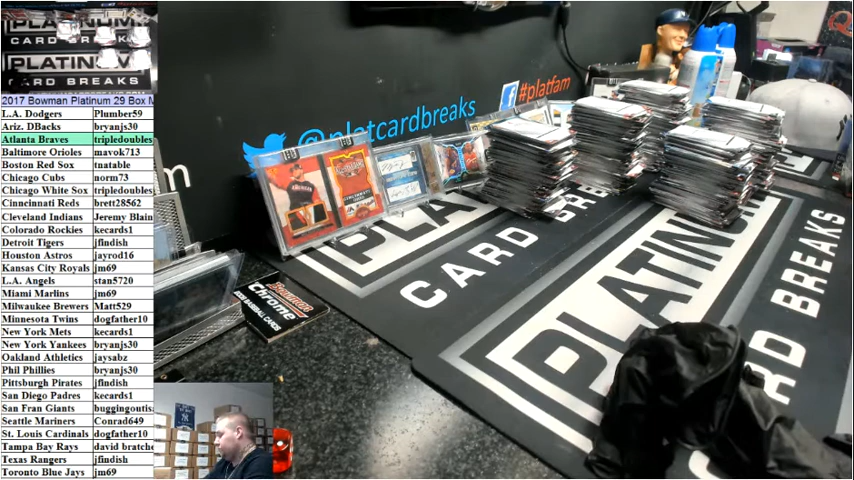 PLATINUM
CARD BREAKS
PLATINUM
CARD BREAKS
2017 Bowman Platinum 29 Box M
L.A. Dodgers Plumber59
Ariz. DBacks bryanjs30
Atlanta Braves tripledoubles
Baltimore Orioles mavok713
Boston Red Sox tnatable
Chicago Cubs norm73
Chicago White Sox tripledoubles
Cinncinnati Reds brett28562
Cleveland Indians Jeremy Blain
Colorado Rockies kecards1
Detroit Tigers jfindish
Houston Astros jayrod16
Kansas City Royals jm69
L.A. Angels stan5720
Miami Marlins jm69
Milwaukee Brewers Matt529
Minnesota Twins dogfather10
New York Mets kecards1
New York Yankees bryanjs30
Oakland Athletics jaysabz
Phil Phillies bryanjs30
Pittsburgh Pirates jfindish
San Diego Padres kecards1
San Fran Giants buggingoutis
Seattle Mariners Conrad649
St. Louis Cardinals dogfather10
Tampa Bay Rays david bratche
Texas Rangers jfindish
Toronto Blue Jays jm69
@platcardbreaks
f #platfam
m
Bowman
Chrome
BASEBALL CARDS
PLA
CARD BRE
PLATINUM
RD BREAKS
C